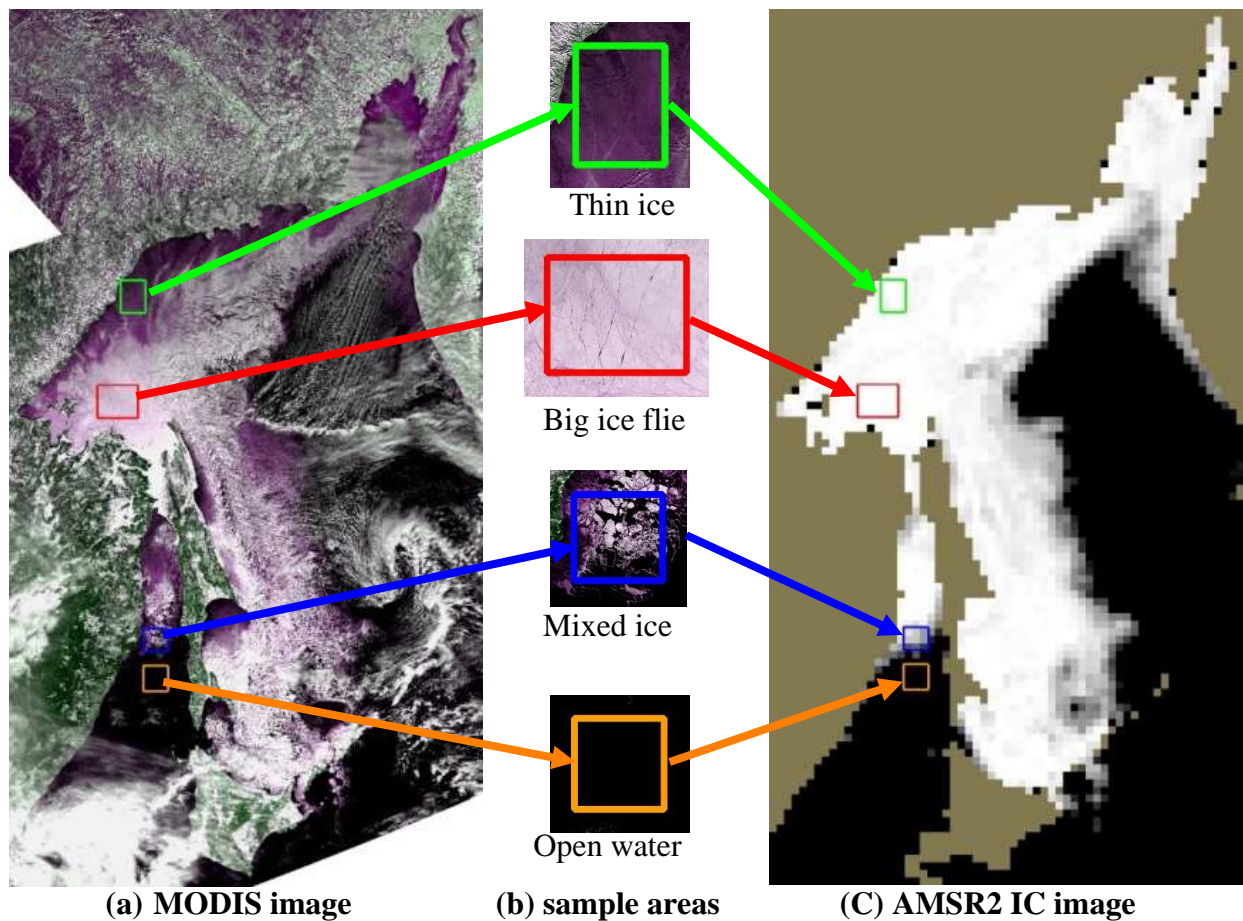 Thin ice
Big ice flie
Mixed ice
Open water
(a) MODIS image
(b) sample areas
(C) AMSR2 IC image